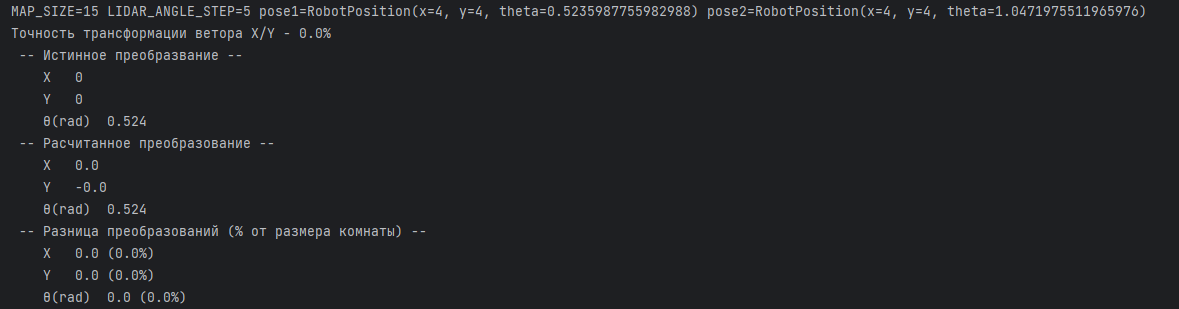 MAP_SIZE=15 LIDAR_ANGLE_STEP=5 pose1=RobotPosition(x=4, y=4, theta=0.5235987755982988) pose2=RobotPosition(x=4, y=4, theta=1.0471975511965976)
Точность трансформации ветора X/Y - 0.0%
-- Истинное преобразвание --
X 0
Y 0
θ(rad) 0.524
-- Расчитанное преобразование --
X 0.0
Y -0.0
θ(rad) 0.524
-- Разница преобразований (% от размера комнаты) --
X 0.0 (0.0%)
Y 0.0 (0.0%)
θ(rad) 0.0 (0.0%)